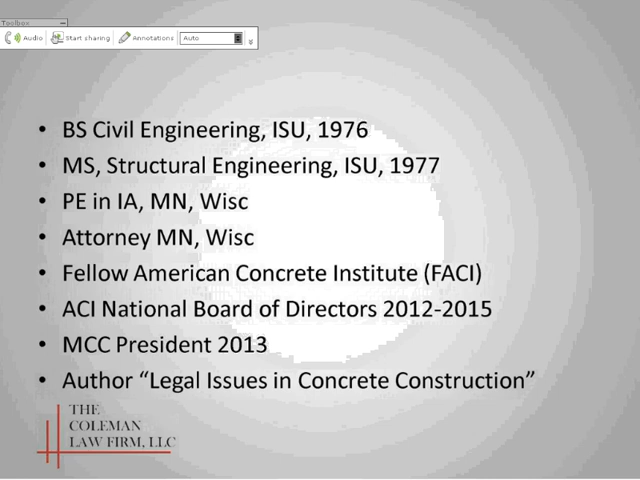 Toolbox
Audio Start sharing Annotations Auto
• BS Civil Engineering, ISU, 1976
• MS, Structural Engineering, ISU, 1977
• PE in IA, MN, Wisc
• Attorney MN, Wisc
• Fellow American Concrete Institute (FACI)
• ACI National Board of Directors 2012-2015
• MCC President 2013
• Author “Legal Issues in Concrete Construction”
THE
COLEMAN
LAW FIRM, LLC